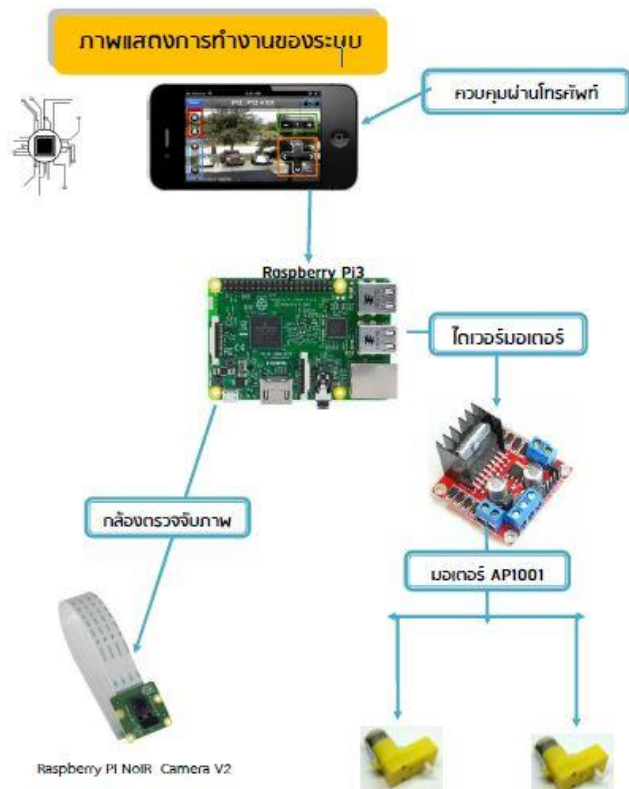 ภาพแสดงการทำงานของระบบ
ควบคุมผ่านโทรศัพท์
Raspberry Pi3
ไดเวอร์มอเตอร์
กล้องตรวจจับภาพ
มอเตอร์ AP1001
Raspberry PI NoIR Camera V2